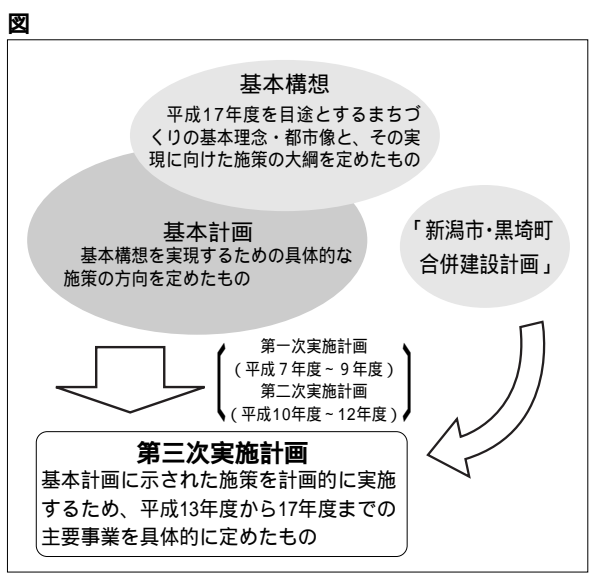 図
基本構想
平成17年度を目途とするまちづ
くりの基本理念・都市像と、その実
現に向けた施策の大綱を定めたもの
基本計画
基本構想を実現するための具体的な
施策の方向を定めたもの
「新潟市・黒埼町
合併建設計画」
第一次実施計画
(平成7年度~9年度)
第二次実施計画
(平成10年度~12年度)
第三次実施計画
基本計画に示された施策を計画的に実施
するため、平成13年度から17年度までの
主要事業を具体的に定めたもの